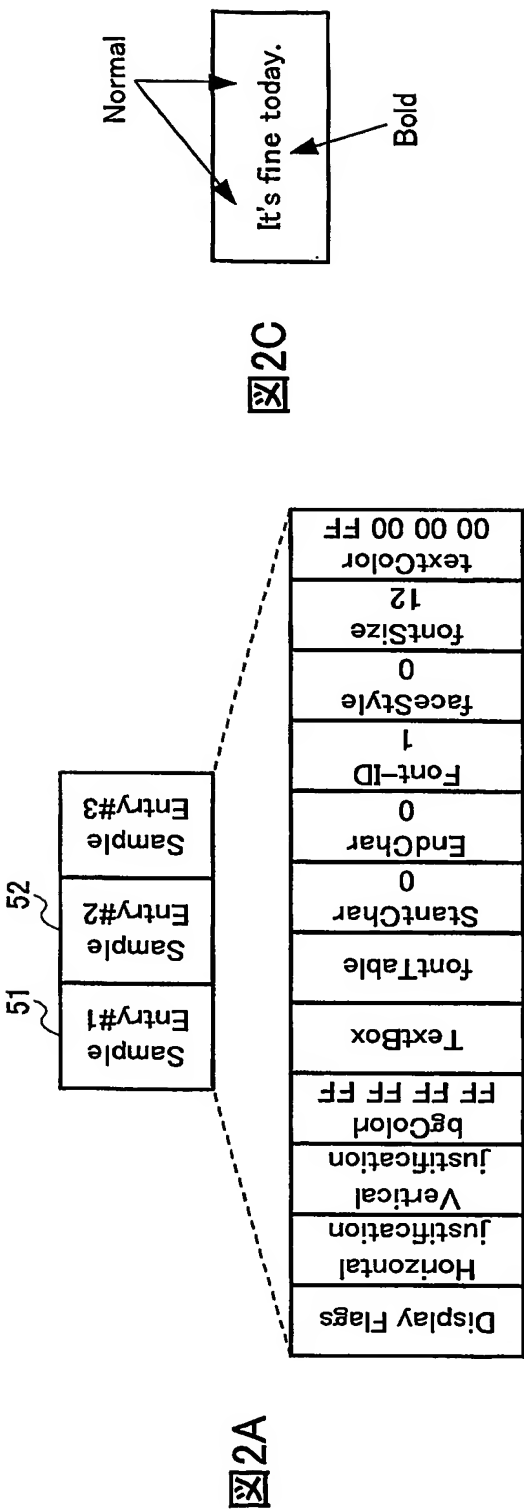 図2A
51
52
Sample
Entry#1
Sample
Entry#2
Sample
Entry#3
Display Flags
Horizontal
justification
Vertical
justification
bgColorl
FF FF FF FF
TextBox
fontTable
StantChar
0
EndChar
0
Font-ID
1
faceStyle
0
fontSize
12
textColor
00 00 00 FF
図2C
Normal
It's fine today.
Bold